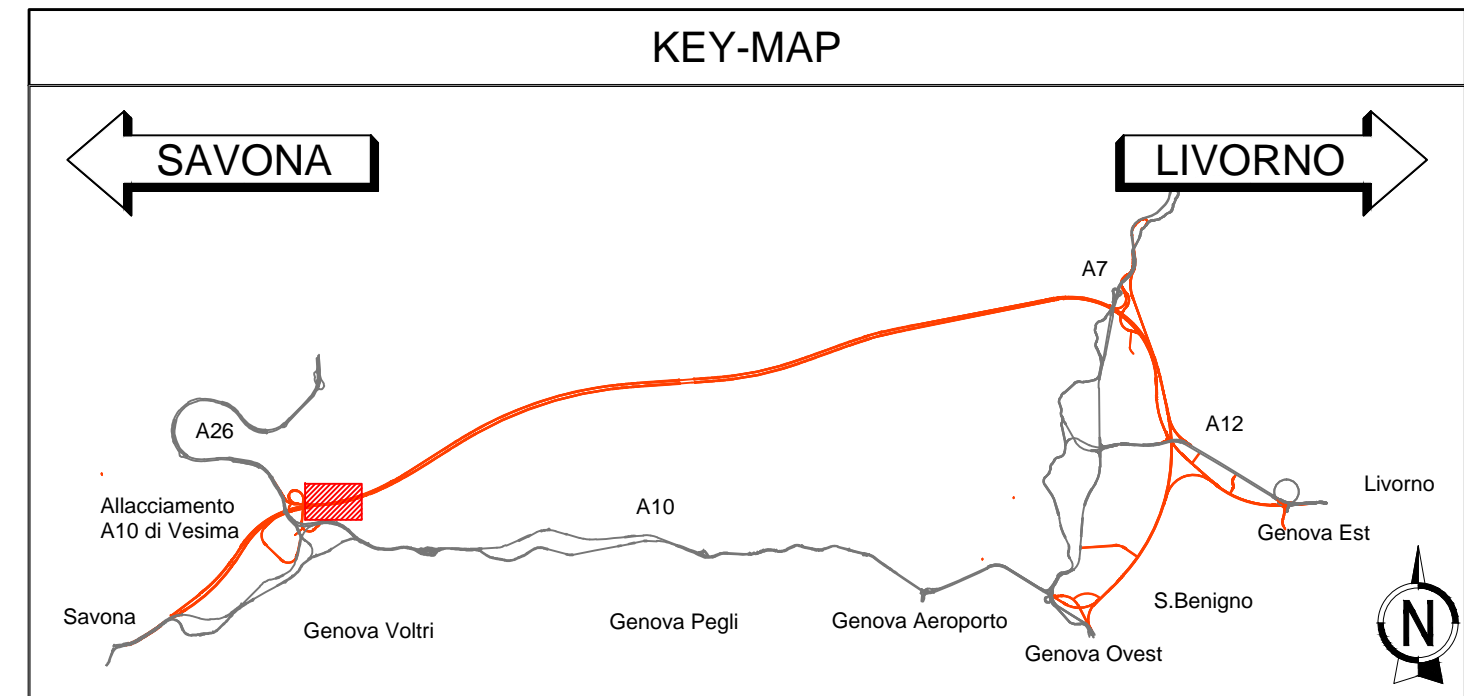 KEY-MAP
SAVONA
LIVORNO
A7
A26
A12
Allacciamento
A10 di Vesima
A10
Livorno
Genova Est
Savona
Genova Voltri
Genova Pegli
Genova Aeroporto
S.Benigno
Genova Ovest
N